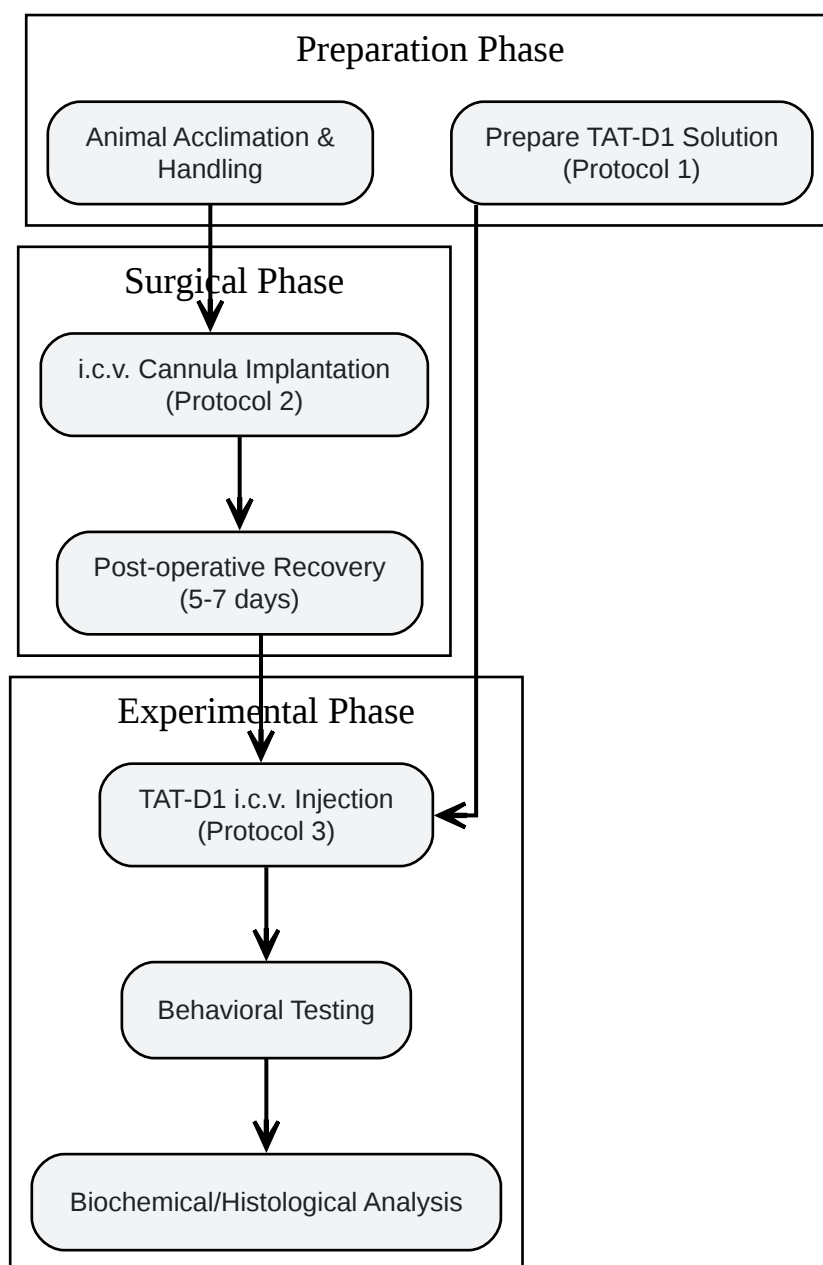 Preparation Phase
Animal Acclimation &
Handling
Prepare TAT-D1 Solution
(Protocol 1)
Surgical Phase
i.c.v. Cannula Implantation
(Protocol 2)
Post-operative Recovery
(5-7 days)
Experimental Phase
TAT-D1 i.c.v. Injection
(Protocol 3)
Behavioral Testing
Biochemical/Histological Analysis